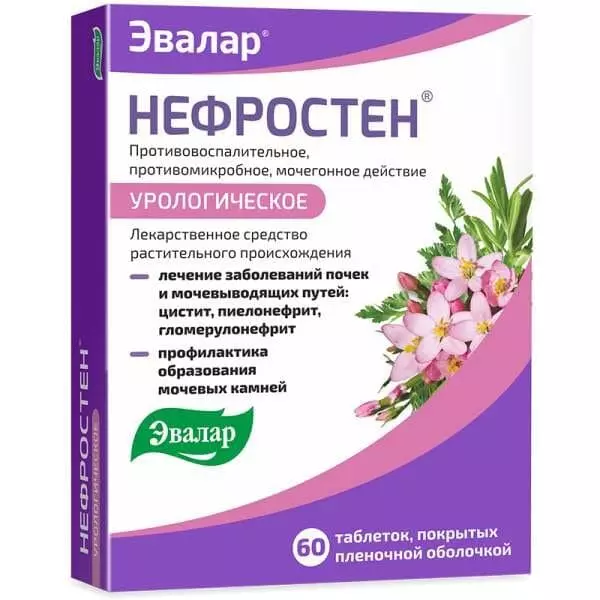 Эвалар®
НЕФРОСТЕН®
Противовоспалительное,
противомикробное, мочегонное действие
УРОЛОГИЧЕСКОЕ
Лекарственное средство
растительного происхождения
лечение заболеваний почек
и мочевыводящих путей:
цистит, пиелонефрит,
гломерулонефрит
профилактика
образования
мочевых камней
Эвалар
60 таблеток, покрытых
пленочной оболочкой
НЕФРОСТЕН
УРОЛОГИЧЕСКОЕ
Эвалар